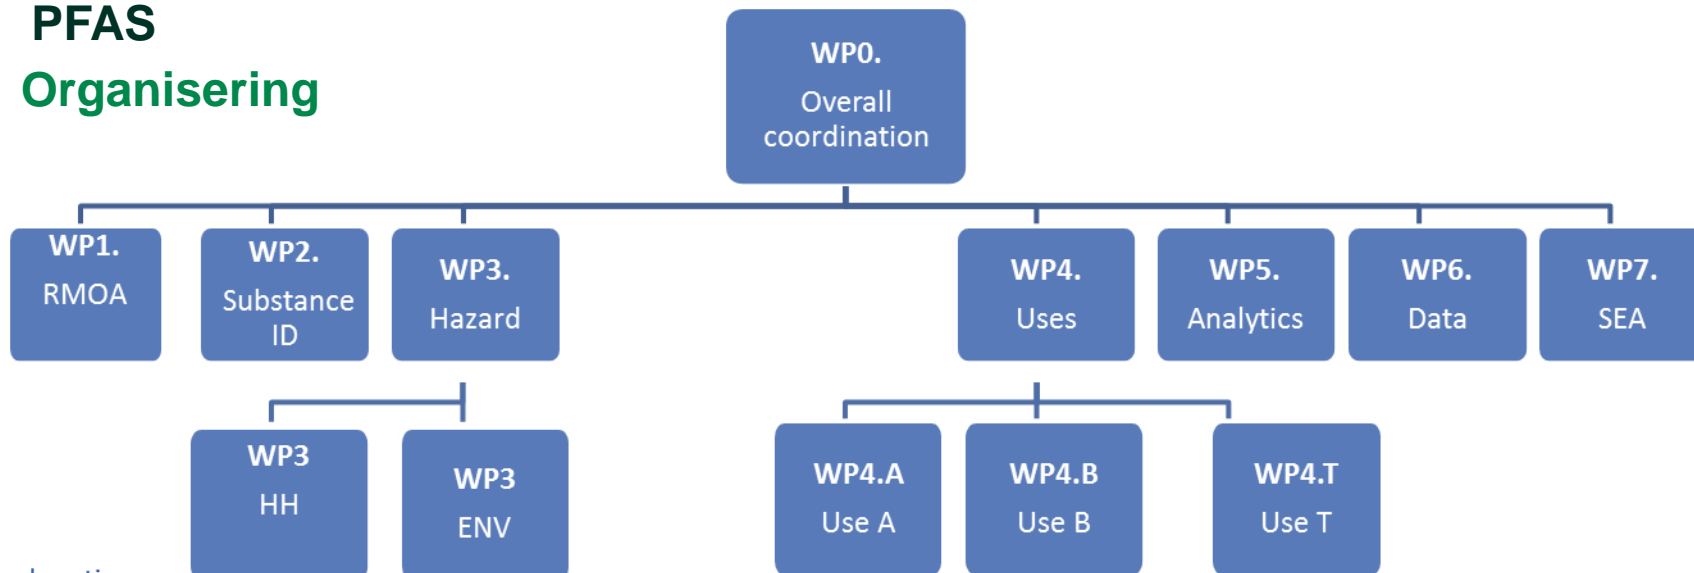 PFAS
Organisering
WP0.
Overall
coordination
WP1.
RMOA
WP2.
Substance
ID
WP3.
Hazard
WP4.
Uses
WP5.
Analytics
WP6.
Data
WP7.
SEA
WP3
HH
WP3
ENV
WP4.A
Use A
WP4.B
Use B
WP4.T
Use T